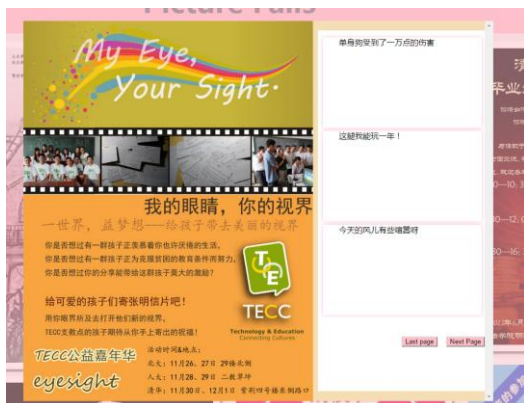 Picture Falls
My Eye,
Your Sight·
我的眼睛，你的视界
一世界，益梦想——给孩子带去美丽的视界
你是否想过有一群孩子正羡慕着你也许厌倦的生活，
你是否想过有一群孩子正为克服贫困的教育条件而努力，
你是否想过你的分享能带给这群孩子莫大的激励？
给可爱的孩子们寄张明信片吧！
用你眼界所及去打开他们新的视界，
TECC支教点的孩子期待从你手上寄出的祝福！
TECC
TECC
Technology & Education
Connecting Cultures
TECC公益嘉年华
eyesight
活动时间&地点：
北大：11月26、27日 29楼北侧
人大：11月28、29日 二教草坪
清华：11月30日、12月1日 紫荆四号楼东侧路口
单身狗受到了一万点的伤害
这腿我能玩一年！
今天的风儿有些喧嚣呀
Last page
Next Page